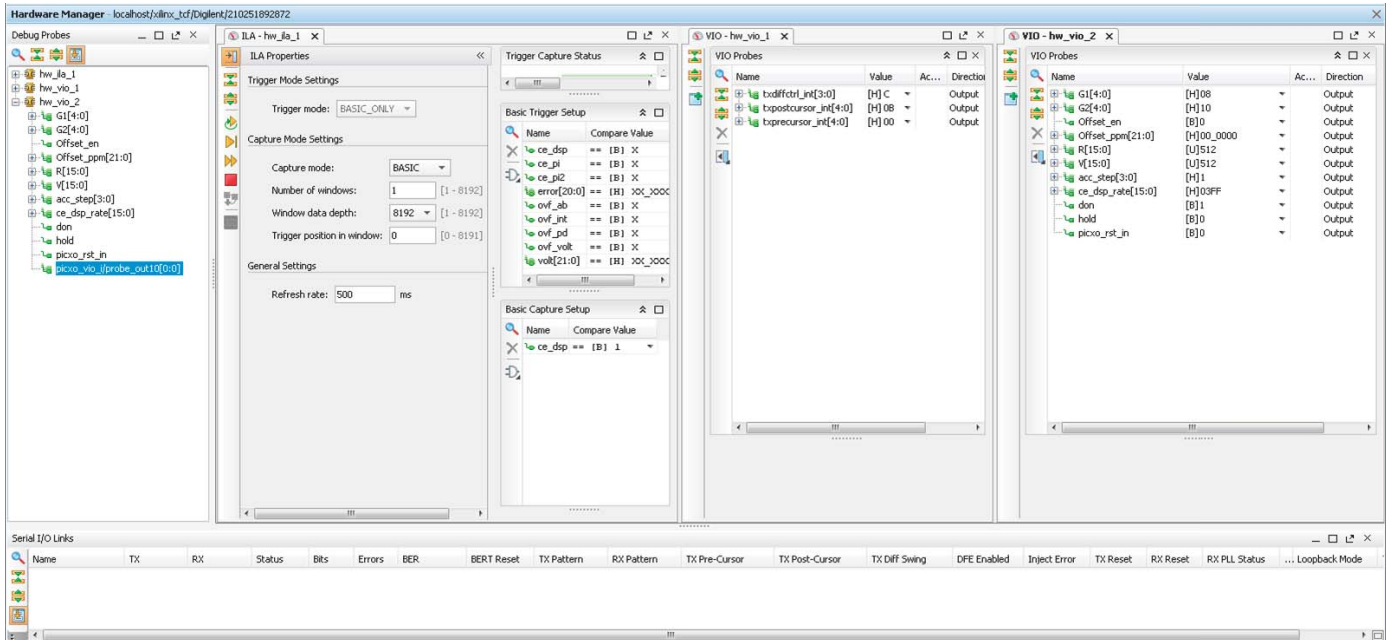 Hardware Manager - localhost/xilinx_tcf/Digilent/210251892872
Debug Probes
hw_ila_1
hw_vio_1
hw_vio_2
G1[4:0]
G2[4:0]
Offset_en
Offset_ppm[21:0]
R[15:0]
V[15:0]
acc_step[3:0]
ce_dsp_rate[15:0]
don
hold
picxo_rst_in
picxo_vio_i/probe_out10[0:0]
ILA - hw_ila_1
ILA Properties
Trigger Mode Settings
Trigger mode: BASIC_ONLY
Capture Mode Settings
Capture mode: BASIC
Number of windows: 1 [1 - 8192]
Window data depth: 8192 [1 - 8192]
Trigger position in window: 0 [0 - 8191]
General Settings
Refresh rate: 500 ms
Trigger Capture Status
Basic Trigger Setup
Name Compare Value
ce_dsp == [B] X
ce_pi == [B] X
ce_pi2 == [B] X
error[20:0] == [H] XX_XXX
ovf_ab == [B] X
ovf_int == [B] X
ovf_pd == [B] X
ovf_volt == [B] X
volt[21:0] == [H] XX_XXX
Basic Capture Setup
Name Compare Value
ce_dsp == [B] 1
VIO - hw_vio_1
VIO Probes
Name Value Ac... Direction
txdiffctrl_int[3:0] [H] C Output
txpostcursor_int[4:0] [H] 0B Output
txprecursor_int[4:0] [H] 00 Output
VIO - hw_vio_2
VIO Probes
Name Value Ac... Direction
G1[4:0] [H] 08 Output
G2[4:0] [H] 10 Output
Offset_en [B] 0 Output
Offset_ppm[21:0] [H] 00_0000 Output
R[15:0] [U] 512 Output
V[15:0] [U] 512 Output
acc_step[3:0] [H] 1 Output
ce_dsp_rate[15:0] [H] 03FF Output
don [B] 1 Output
hold [B] 0 Output
picxo_rst_in [B] 0 Output
Serial I/O Links
Name TX RX Status Bits Errors BER BERT Reset TX Pattern RX Pattern TX Pre-Cursor TX Post-Cursor TX Diff Swing DFE Enabled Inject Error TX Reset RX Reset RX PLL Status ... Loopback Mode